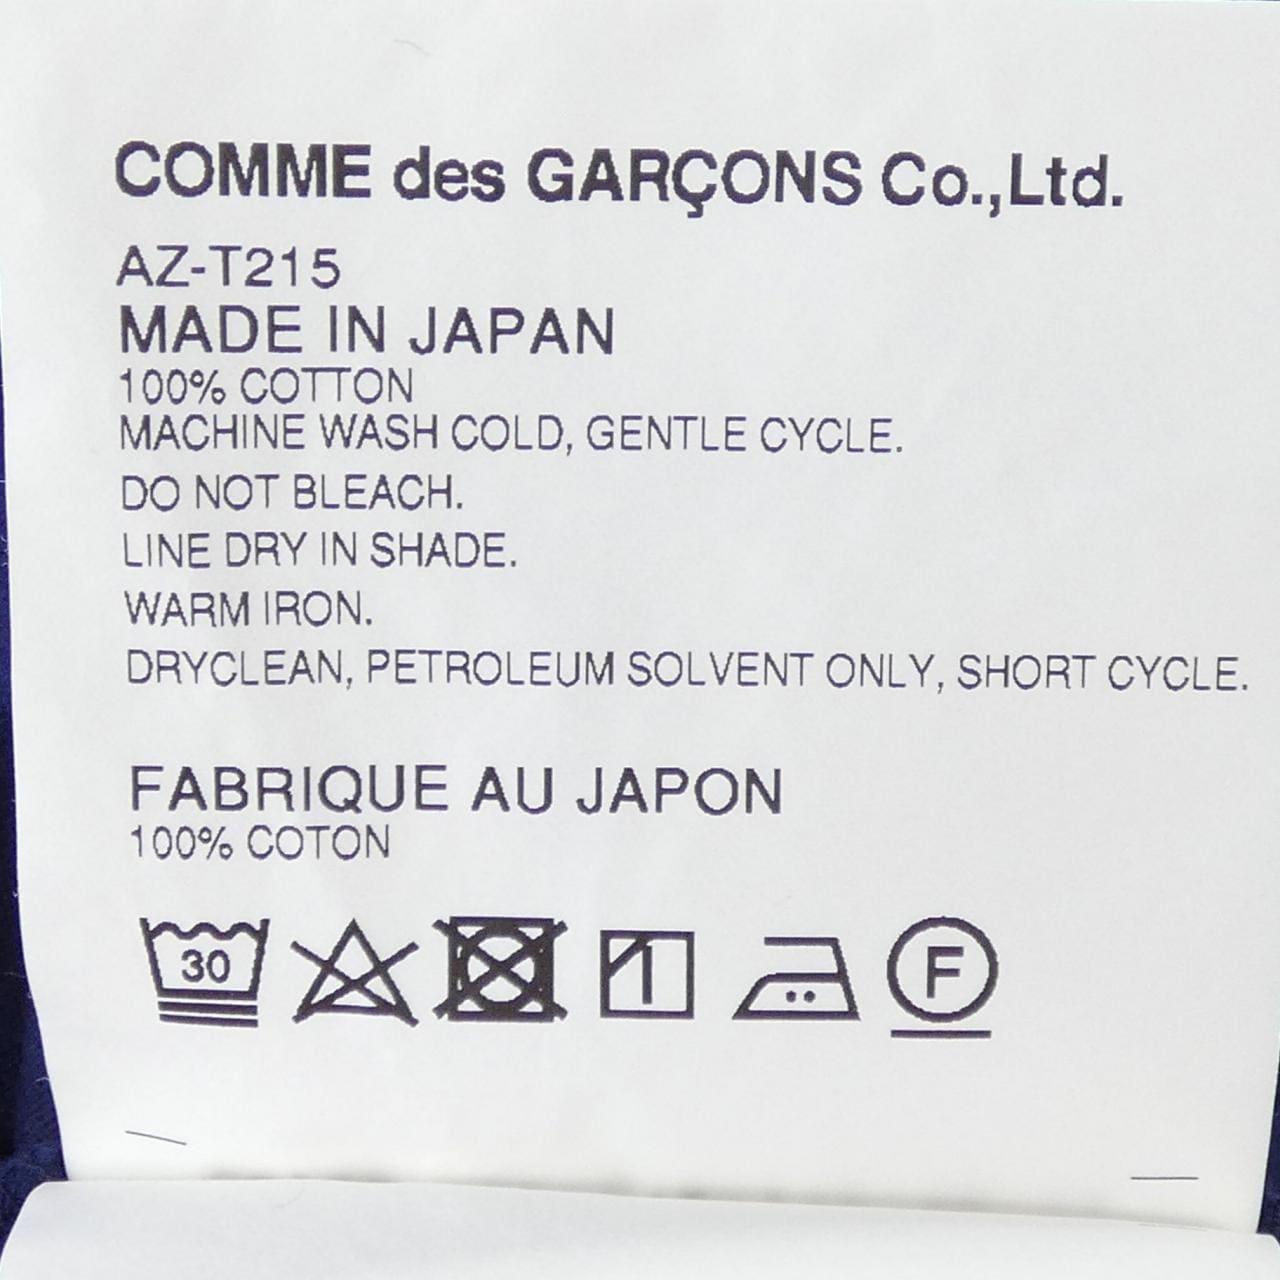 COMME des GARÇONS Co.,Ltd.
AZ-T215
MADE IN JAPAN
100% COTTON
MACHINE WASH COLD, GENTLE CYCLE.
DO NOT BLEACH.
LINE DRY IN SHADE.
WARM IRON.
DRYCLEAN, PETROLEUM SOLVENT ONLY, SHORT CYCLE.
FABRIQUE AU JAPON
100% COTON
30 F